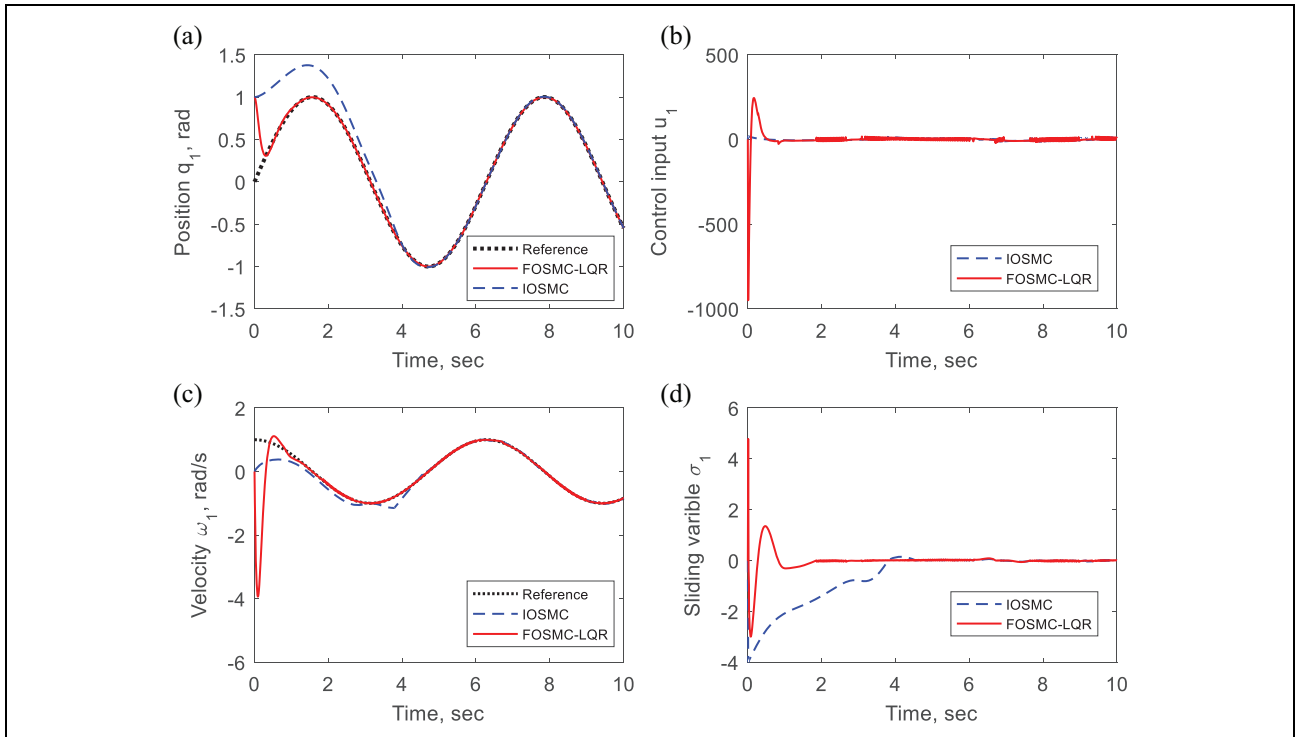 (a)
1.5
1
0.5
0
-0.5
-1
-1.5
Position q_1, rad
Reference
FOSMC-LQR
IOSMC
0 2 4 6 8 10
Time, sec
(b)
500
0
-500
-1000
Control input u_1
IOSMC
FOSMC-LQR
0 2 4 6 8 10
Time, sec
(c)
2
0
-2
-4
-6
Velocity ω_1, rad/s
Reference
IOSMC
FOSMC-LQR
0 2 4 6 8 10
Time, sec
(d)
6
4
2
0
-2
-4
Sliding varible σ_1
IOSMC
FOSMC-LQR
0 2 4 6 8 10
Time, sec